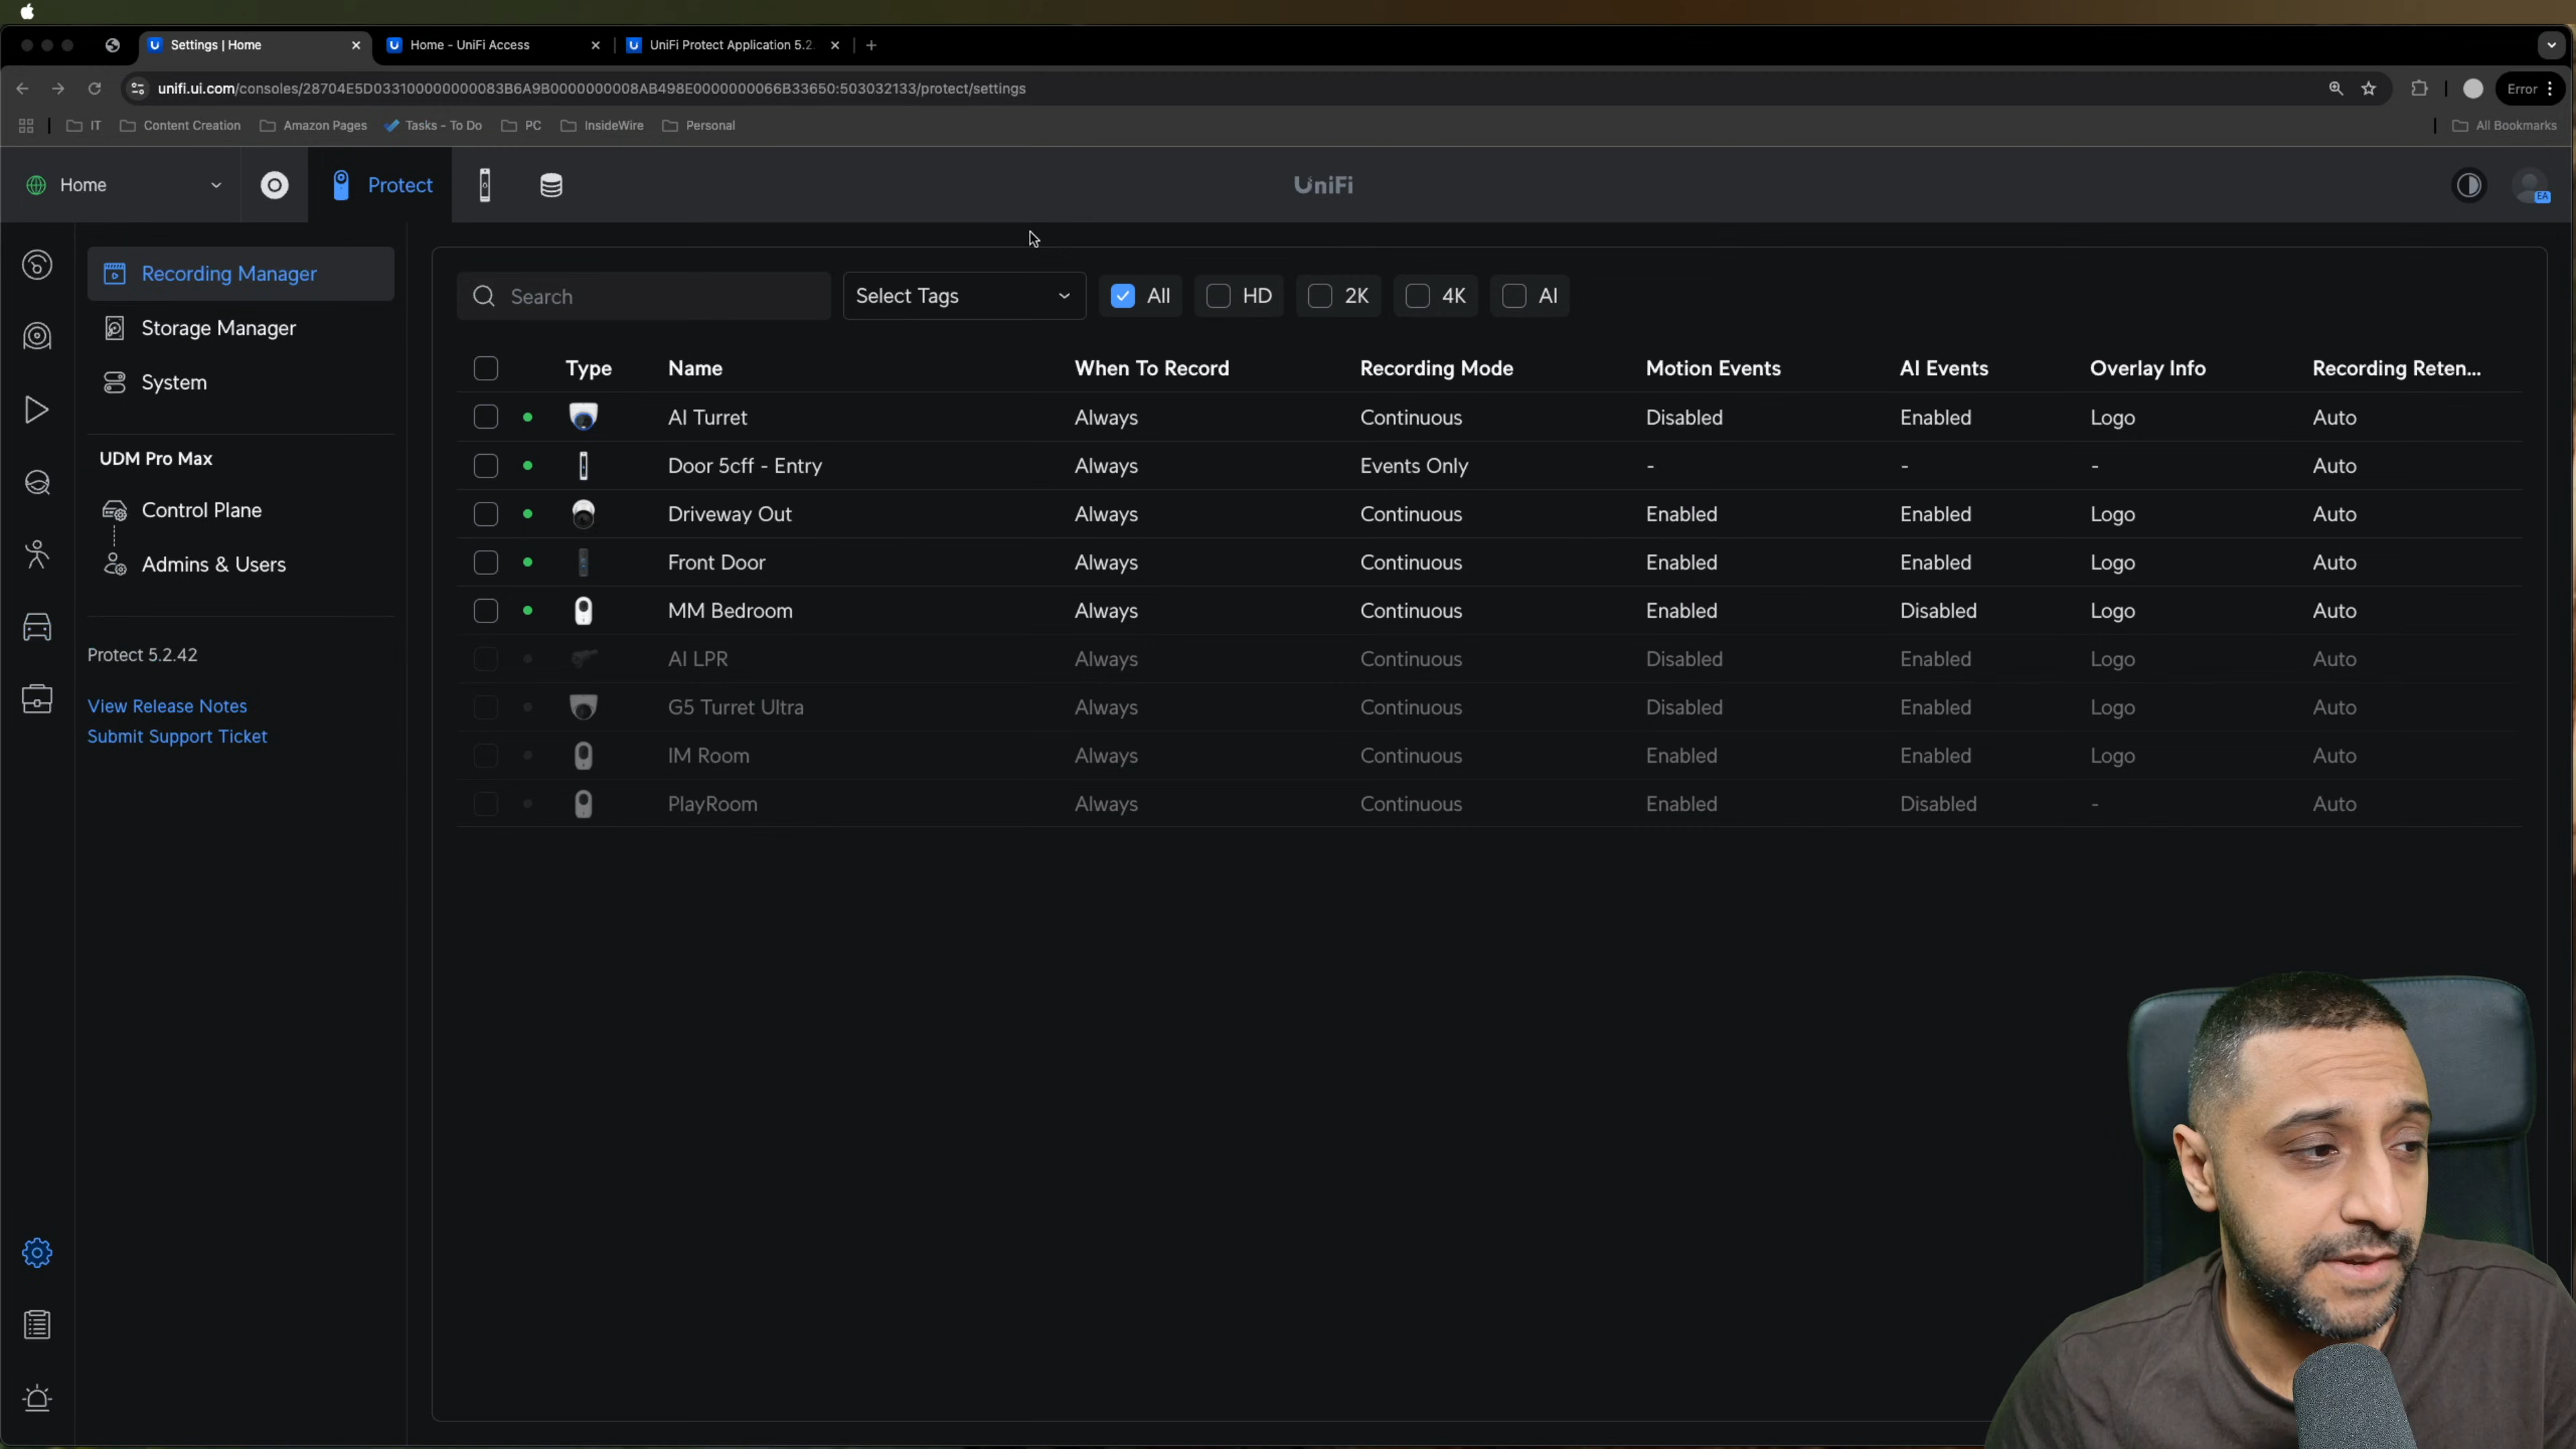 Settings | Home
Home - UniFi Access
UniFi Protect Application 5.2.
unifi.ui.com/consoles/28704E5D033100000000083B6A9B0000000008AB498E0000000066B33650:503032133/protect/settings
Error
IT
Content Creation
Amazon Pages
Tasks - To Do
PC
InsideWire
Personal
All Bookmarks
Home
Protect
UniFi
EA
Recording Manager
Storage Manager
System
UDM Pro Max
Control Plane
Admins & Users
Protect 5.2.42
View Release Notes
Submit Support Ticket
Search
Select Tags
All
HD
2K
4K
AI
Type Name When To Record Recording Mode Motion Events AI Events Overlay Info Recording Reten...
AI Turret Always Continuous Disabled Enabled Logo Auto
Door 5cff - Entry Always Events Only - - - Auto
Driveway Out Always Continuous Enabled Enabled Logo Auto
Front Door Always Continuous Enabled Enabled Logo Auto
MM Bedroom Always Continuous Enabled Disabled Logo Auto
AI LPR Always Continuous Disabled Enabled Logo Auto
G5 Turret Ultra Always Continuous Disabled Enabled Logo Auto
IM Room Always Continuous Enabled Enabled Logo Auto
PlayRoom Always Continuous Enabled Disabled - Auto